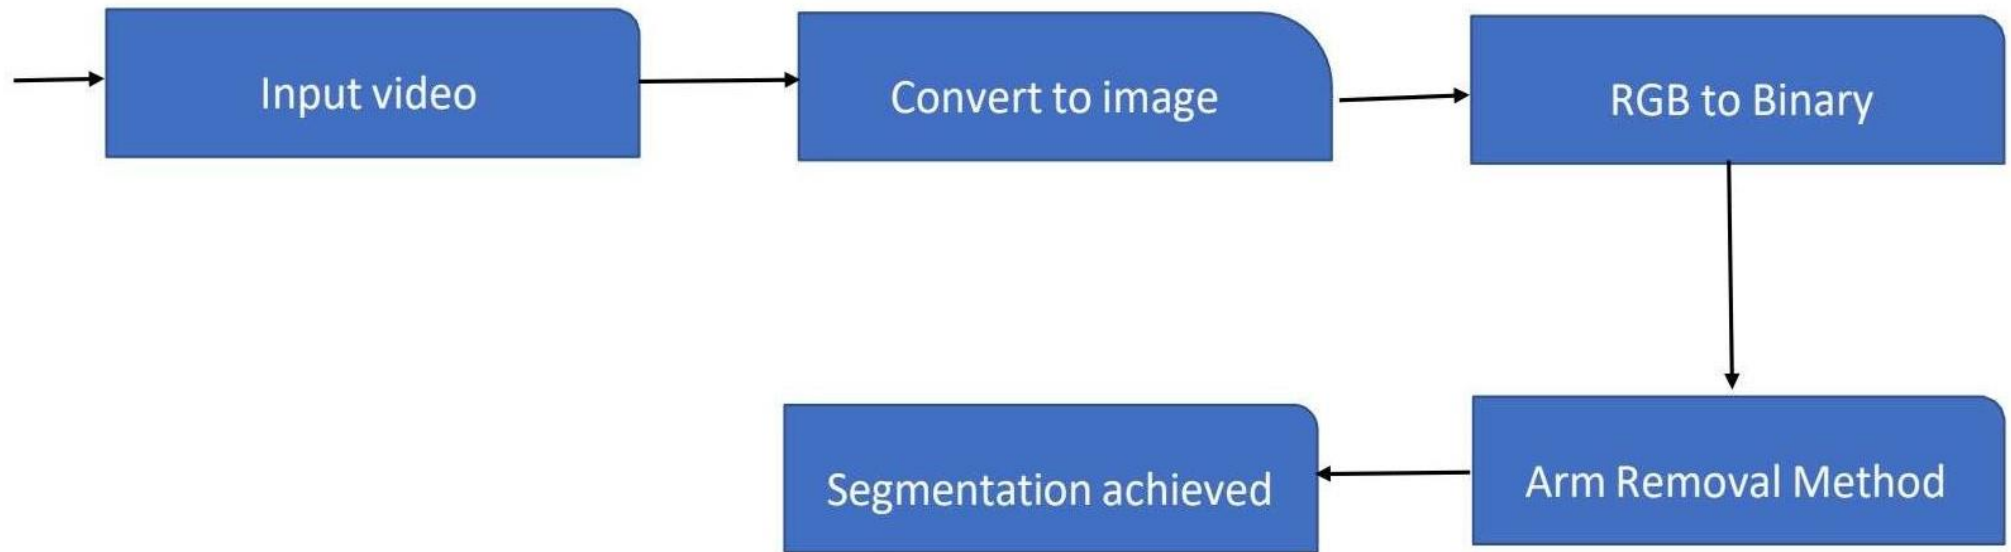 Input video
Convert to image
RGB to Binary
Arm Removal Method
Segmentation achieved